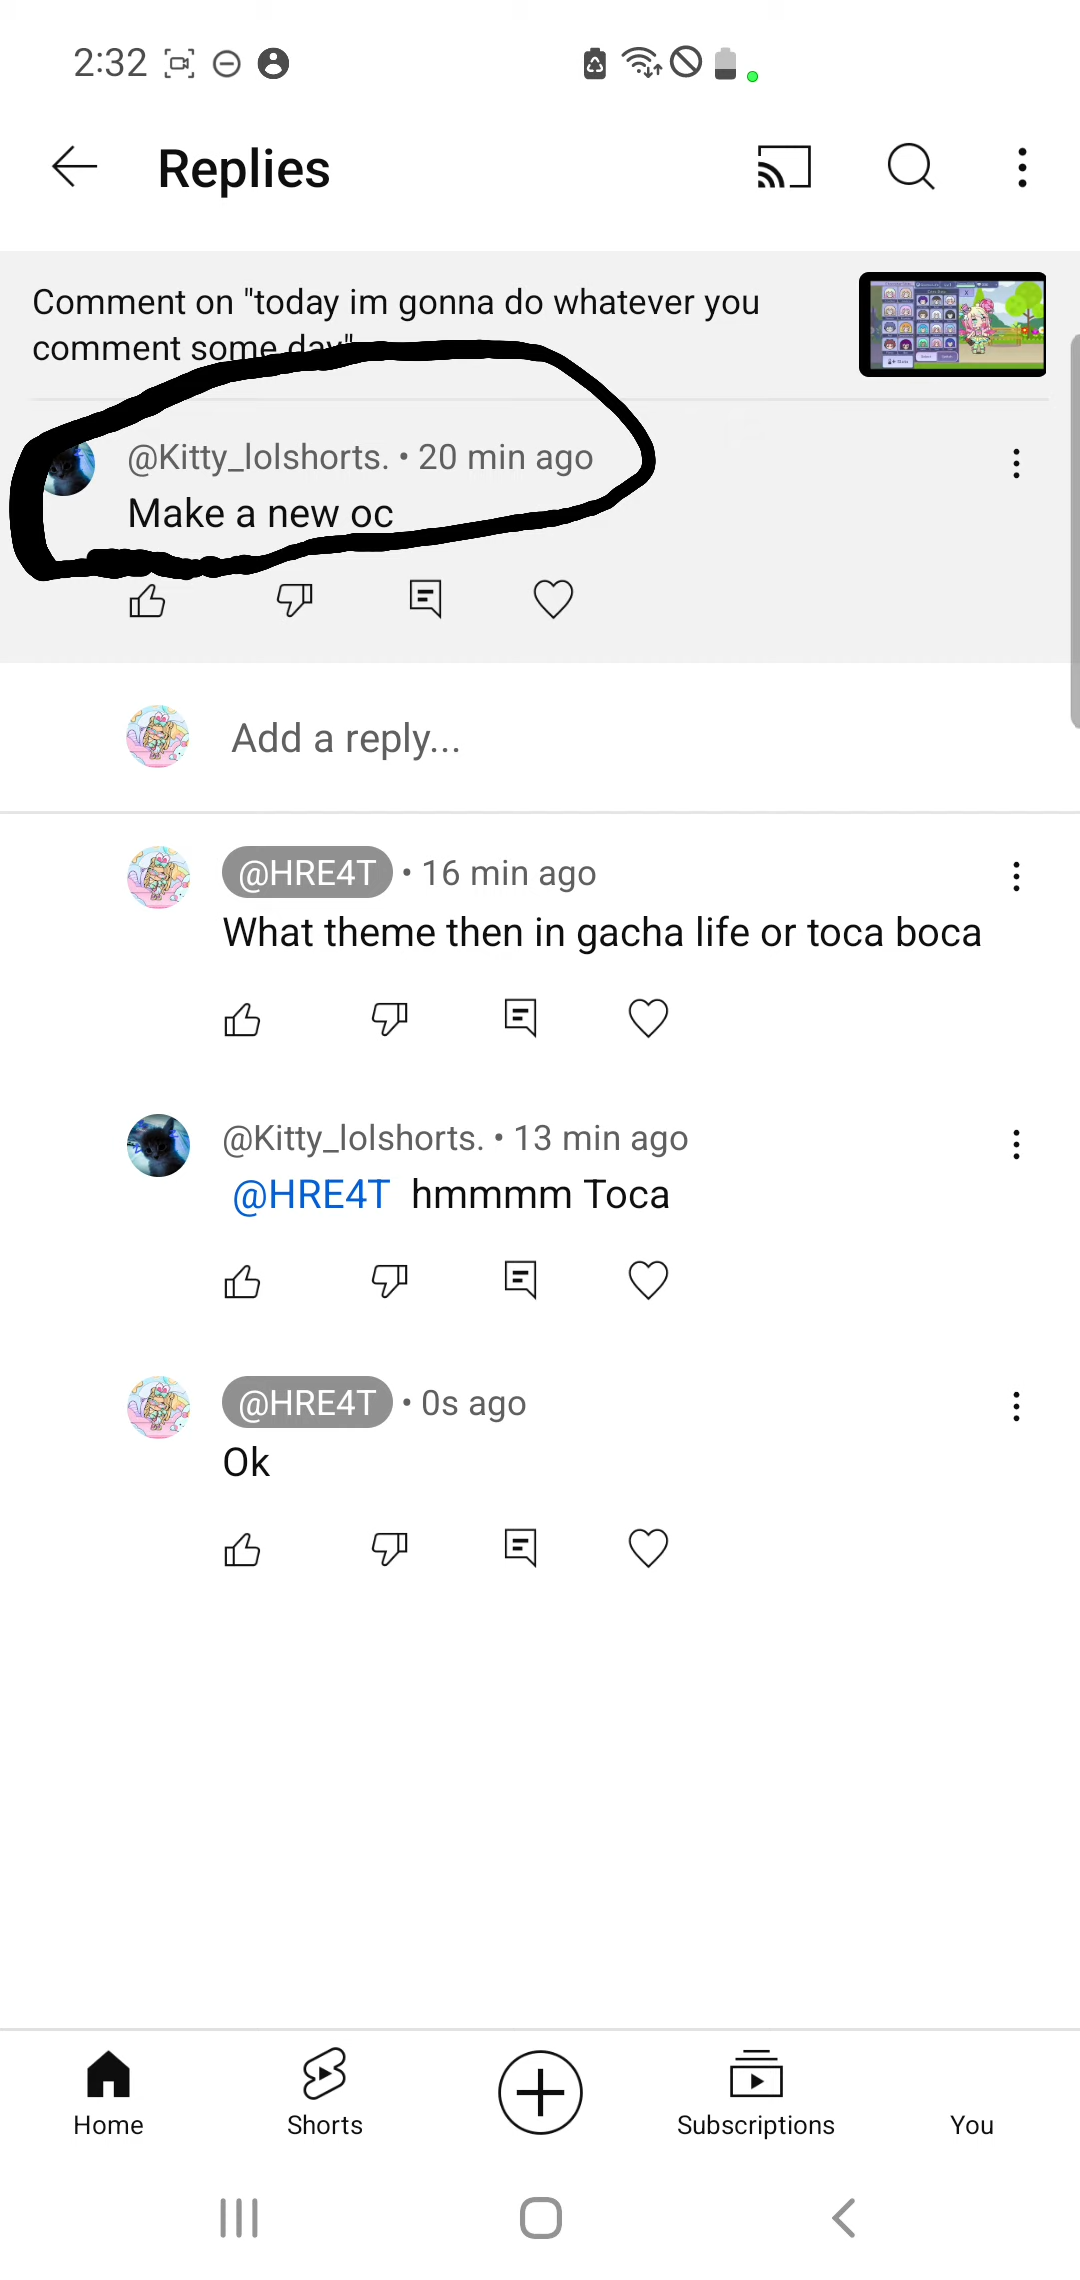 2:32
Replies
Comment on "today im gonna do whatever you
comment some day"
@Kitty_lolshorts. • 20 min ago
Make a new oc
Add a reply...
@HRE4T • 16 min ago
What theme then in gacha life or toca boca
@Kitty_lolshorts. • 13 min ago
@HRE4T hmmmm Toca
@HRE4T • 0s ago
Ok
Home Shorts Subscriptions You